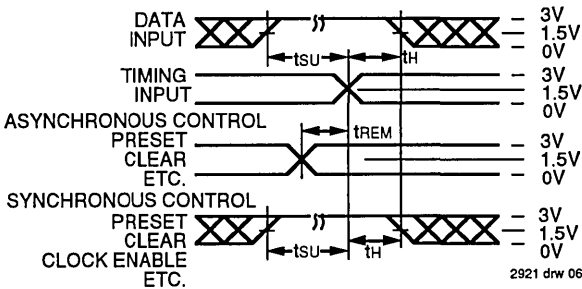 DATA
INPUT
3V
1.5V
0V
tSU
tH
TIMING
INPUT
3V
1.5V
0V
ASYNCHRONOUS CONTROL
PRESET
CLEAR
ETC.
tREM
3V
1.5V
0V
SYNCHRONOUS CONTROL
PRESET
CLEAR
CLOCK ENABLE
ETC.
tSU
tH
3V
1.5V
0V
2921 drw 06